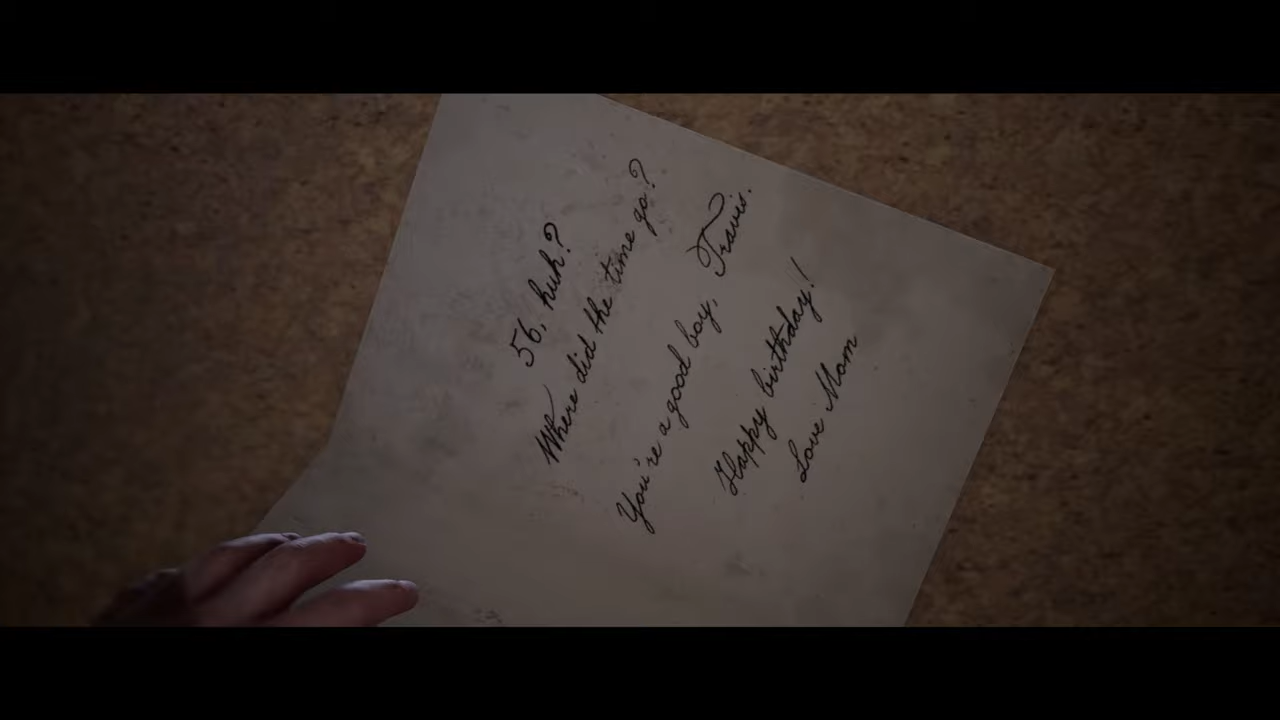 56, huh?
Where did the time go?
You're a good boy, Travis.
Happy birthday!
Love Mom